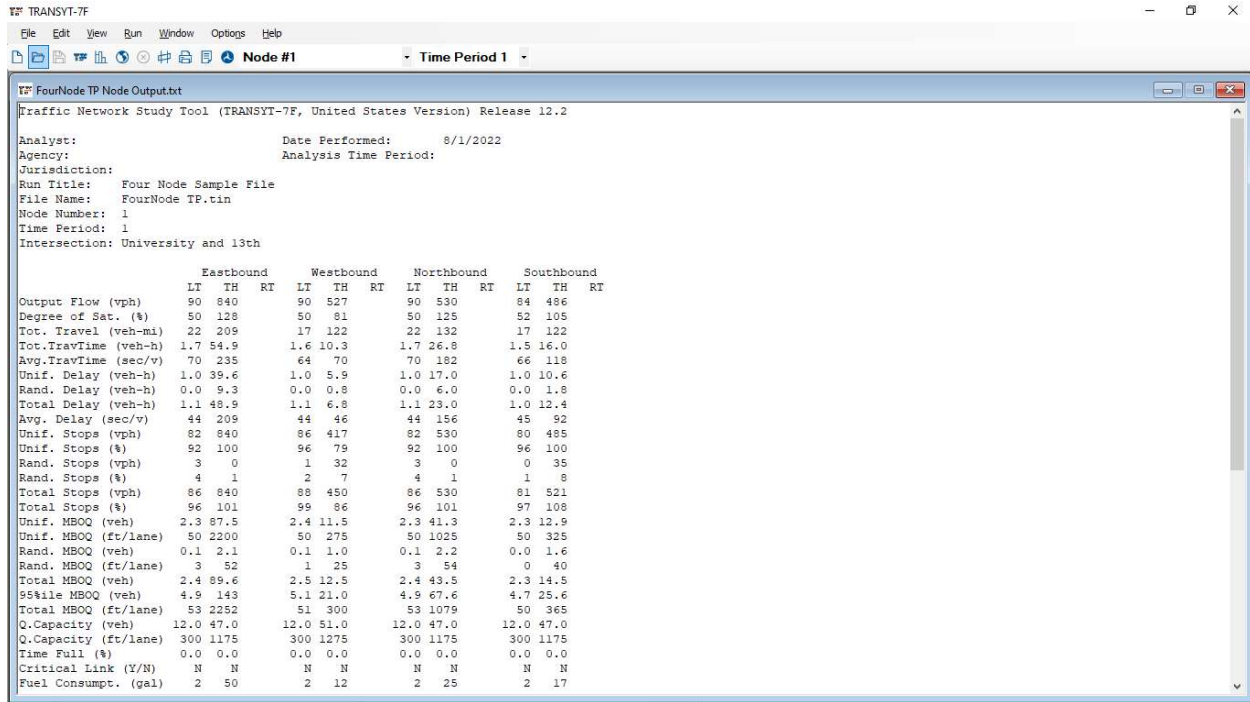 TRANSYT-7F
File Edit View Run Window Options Help
Node #1 Time Period 1
FourNode TP Node Output.txt
Traffic Network Study Tool (TRANSYT-7F, United States Version) Release 12.2
Analyst: Date Performed: 8/1/2022
Agency: Analysis Time Period:
Jurisdiction:
Run Title: Four Node Sample File
File Name: FourNode TP.tin
Node Number: 1
Time Period: 1
Intersection: University and 13th
Eastbound Westbound Northbound Southbound
LT TH RT LT TH RT LT TH RT LT TH RT
Output Flow (vph) 90 840 90 527 90 530 84 486
Degree of Sat. (%) 50 128 50 81 50 125 52 105
Tot. Travel (veh-mi) 22 209 17 122 22 132 17 122
Tot.TravTime (veh-h) 1.7 54.9 1.6 10.3 1.7 26.8 1.5 16.0
Avg.TravTime (sec/v) 70 235 64 70 70 182 66 118
Unif. Delay (veh-h) 1.0 39.6 1.0 5.9 1.0 17.0 1.0 10.6
Rand. Delay (veh-h) 0.0 9.3 0.0 0.8 0.0 6.0 0.0 1.8
Total Delay (veh-h) 1.1 48.9 1.1 6.8 1.1 23.0 1.0 12.4
Avg. Delay (sec/v) 44 209 44 46 44 156 45 92
Unif. Stops (vph) 82 840 86 417 82 530 80 485
Unif. Stops (%) 92 100 96 79 92 100 96 100
Rand. Stops (vph) 3 0 1 32 3 0 0 35
Rand. Stops (%) 4 1 2 7 4 1 1 8
Total Stops (vph) 86 840 88 450 86 530 81 521
Total Stops (%) 96 101 99 86 96 101 97 108
Unif. MBOQ (veh) 2.3 87.5 2.4 11.5 2.3 41.3 2.3 12.9
Unif. MBOQ (ft/lane) 50 2200 50 275 50 1025 50 325
Rand. MBOQ (veh) 0.1 2.1 0.1 1.0 0.1 2.2 0.0 1.6
Rand. MBOQ (ft/lane) 3 52 1 25 3 54 0 40
Total MBOQ (veh) 2.4 89.6 2.5 12.5 2.4 43.5 2.3 14.5
95%ile MBOQ (veh) 4.9 143 5.1 21.0 4.9 67.6 4.7 25.6
Total MBOQ (ft/lane) 53 2252 51 300 53 1079 50 365
Q.Capacity (veh) 12.0 47.0 12.0 51.0 12.0 47.0 12.0 47.0
Q.Capacity (ft/lane) 300 1175 300 1275 300 1175 300 1175
Time Full (%) 0.0 0.0 0.0 0.0 0.0 0.0 0.0 0.0
Critical Link (Y/N) N N N N N N N N
Fuel Consumpt. (gal) 2 50 2 12 2 25 2 17